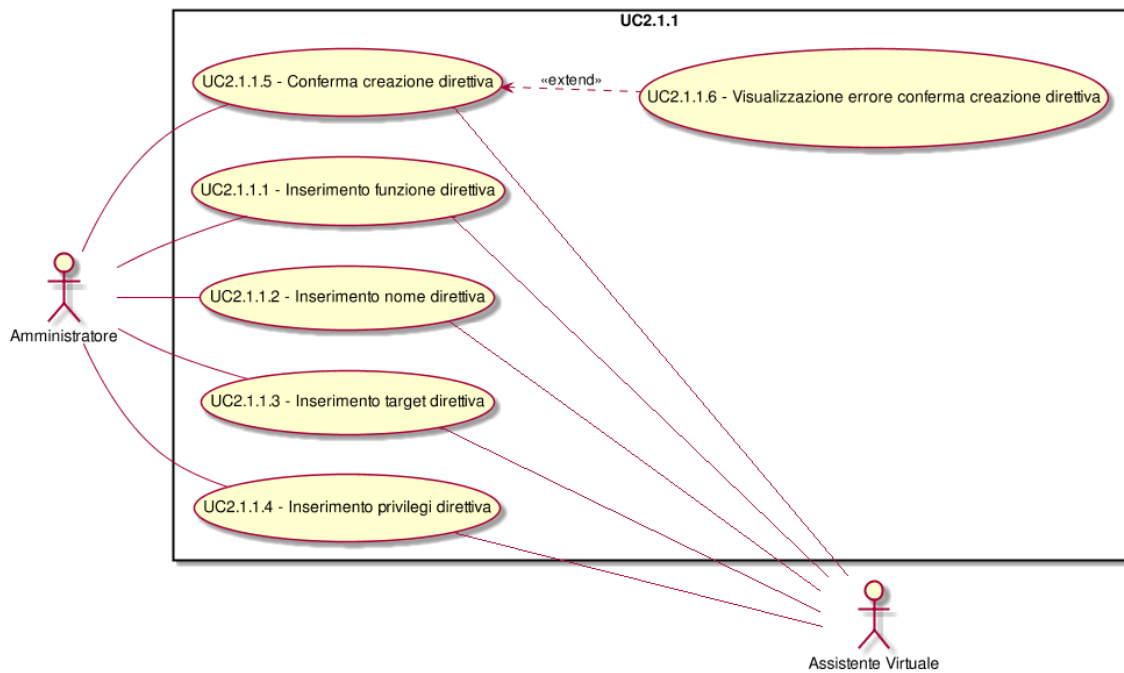 UC2.1.1
UC2.1.1.5 - Conferma creazione direttiva
«extend»
UC2.1.1.6 - Visualizzazione errore conferma creazione direttiva
UC2.1.1.1 - Inserimento funzione direttiva
UC2.1.1.2 - Inserimento nome direttiva
Amministratore
UC2.1.1.3 - Inserimento target direttiva
UC2.1.1.4 - Inserimento privilegi direttiva
Assistente Virtuale